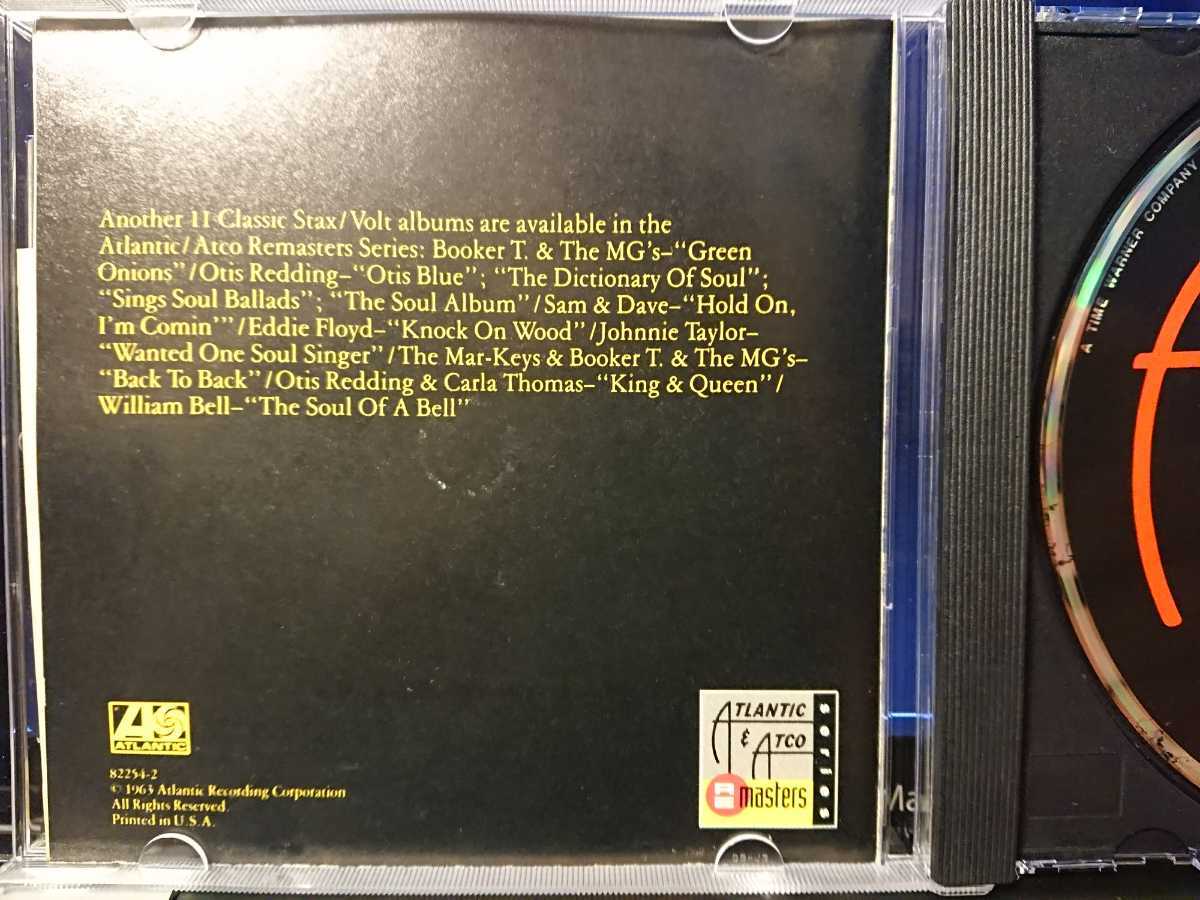 Another 11 Classic Stax/Volt albums are available in the
Atlantic/Atco Remasters Series: Booker T. & The MG's–“Green
Onions”/Otis Redding–“Otis Blue”; “The Dictionary Of Soul”;
“Sings Soul Ballads”; “The Soul Album”/Sam & Dave–“Hold On,
I'm Comin'”/Eddie Floyd–“Knock On Wood”/Johnnie Taylor–
“Wanted One Soul Singer”/The Mar-Keys & Booker T. & The MG's–
“Back To Back”/Otis Redding & Carla Thomas–“King & Queen”/
William Bell–“The Soul Of A Bell”
ATLANTIC
82254-2
© 1963 Atlantic Recording Corporation
All Rights Reserved.
Printed in U.S.A.
ATLANTIC
& ATCO
RE masters
series
Ma
A TIME WARNER COMPANY